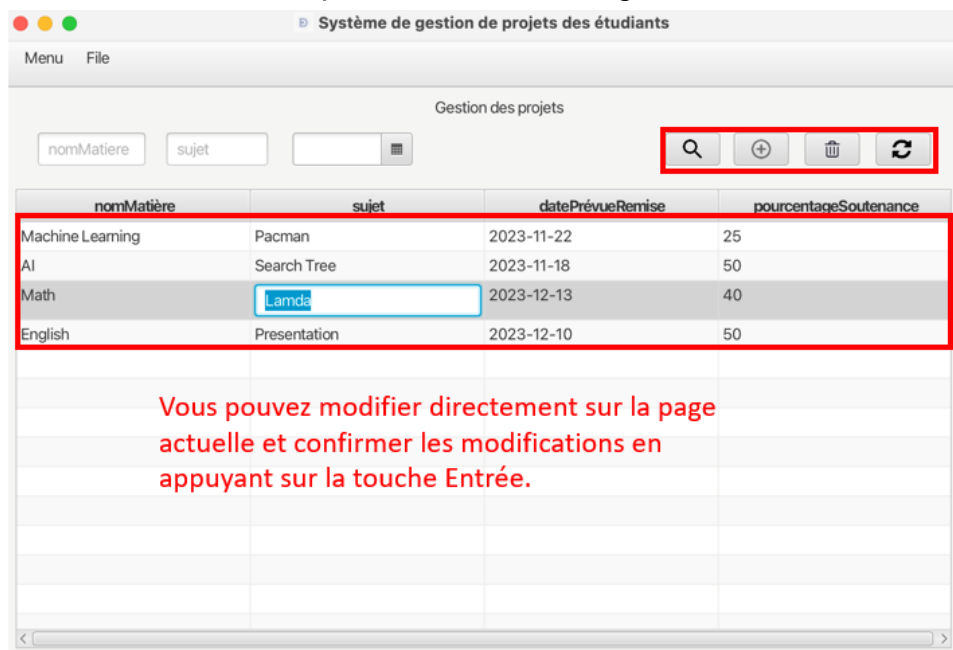 Système de gestion de projets des étudiants
Menu File
Gestion des projets
nomMatiere sujet
nomMatière sujet datePrévueRemise pourcentageSoutenance
Machine Learning Pacman 2023-11-22 25
AI Search Tree 2023-11-18 50
Math Lamda 2023-12-13 40
English Presentation 2023-12-10 50
Vous pouvez modifier directement sur la page
actuelle et confirmer les modifications en
appuyant sur la touche Entrée.